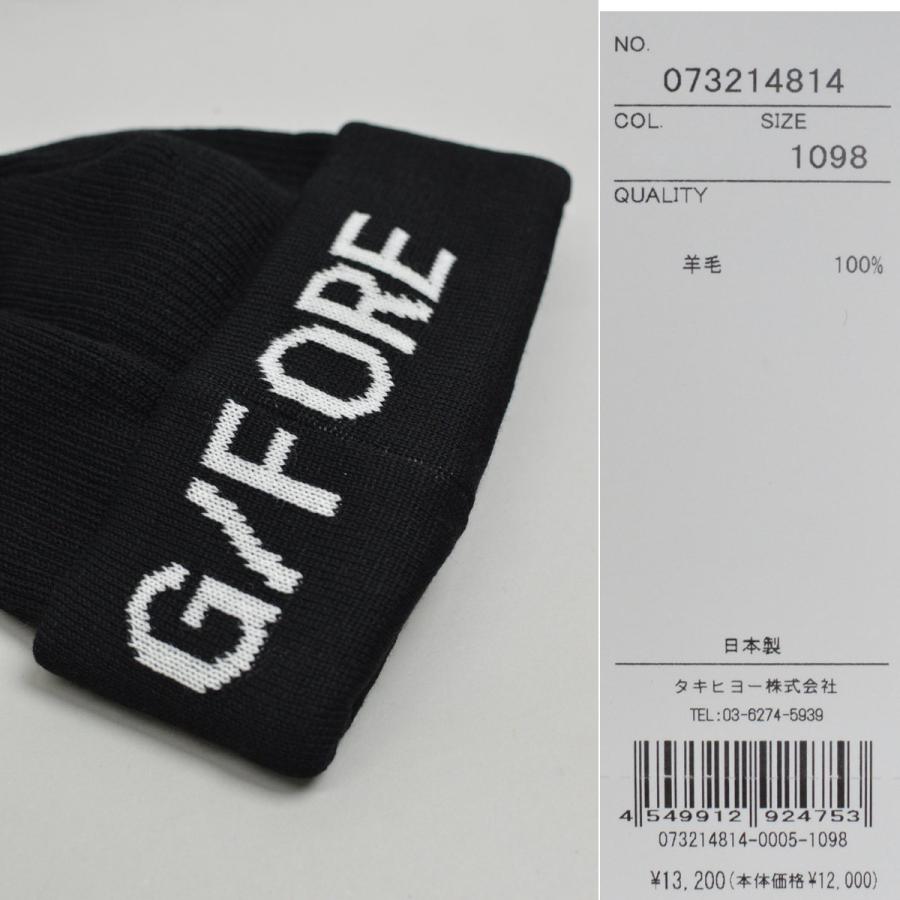 G/FORE
NO.
073214814
COL. SIZE
1098
QUALITY
羊毛 100%
日本製
タキヒヨー株式会社
TEL:03-6274-5939
4 549912 924753
073214814-0005-1098
¥13,200(本体価格¥12,000)